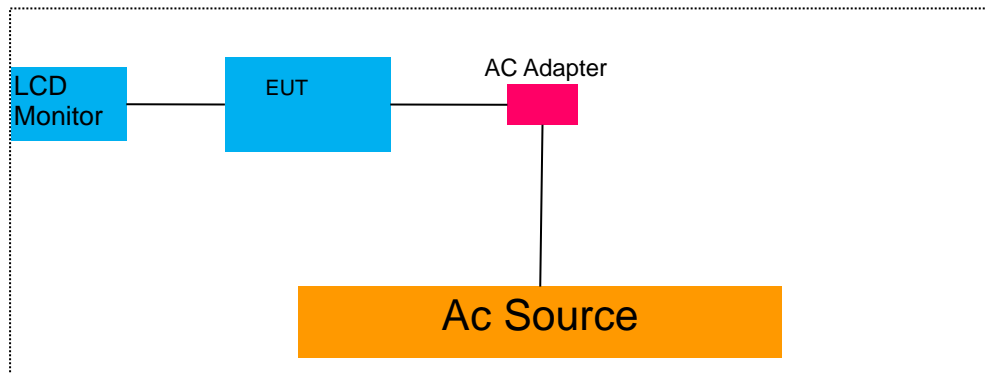 LCD
Monitor
EUT
AC Adapter
Ac Source